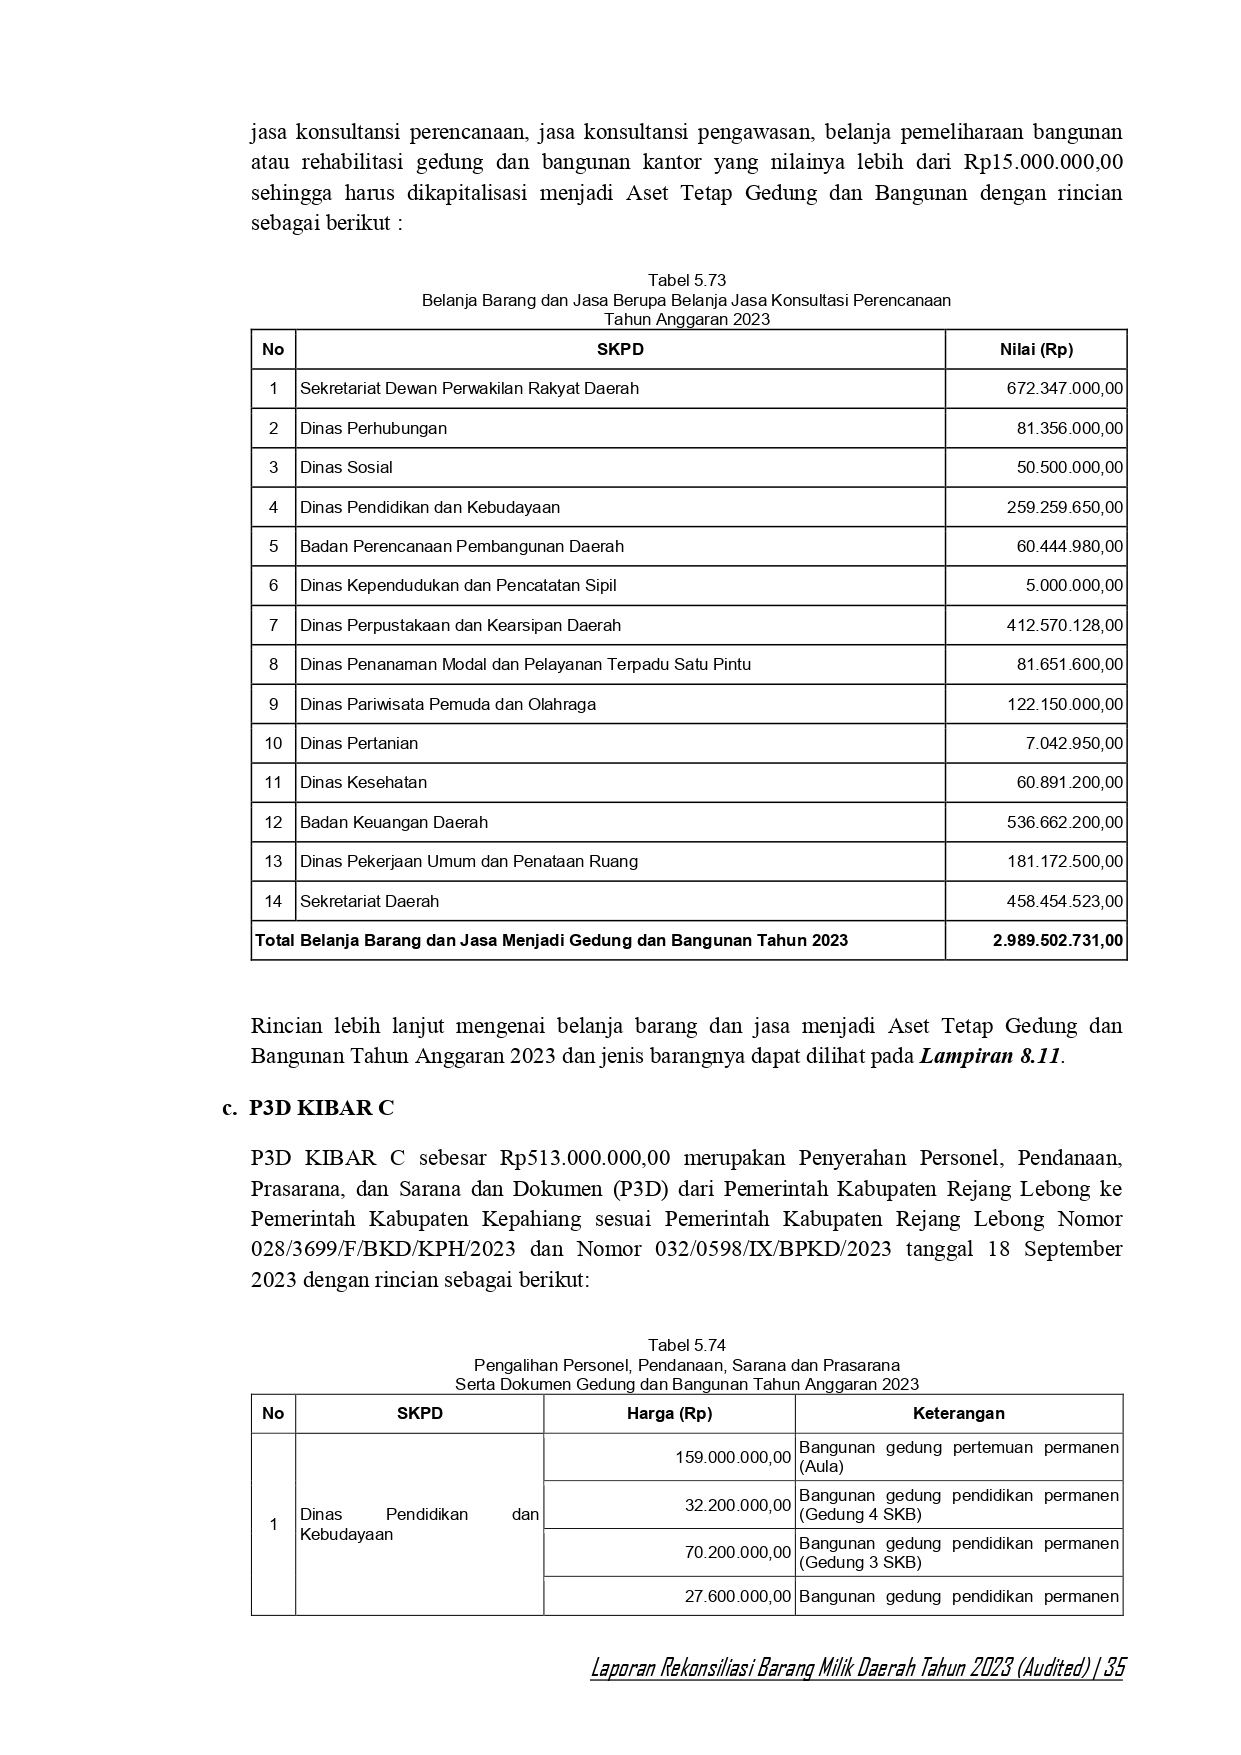 jasa konsultansi perencanaan, jasa konsultansi pengawasan, belanja pemeliharaan bangunan
atau rehabilitasi gedung dan bangunan kantor yang nilainya lebih dari Rp15.000.000,00
sehingga harus dikapitalisasi menjadi Aset Tetap Gedung dan Bangunan dengan rincian
sebagai berikut :
Tabel 5.73
Belanja Barang dan Jasa Berupa Belanja Jasa Konsultasi Perencanaan
Tahun Anggaran 2023
No SKPD Nilai (Rp)
1 Sekretariat Dewan Perwakilan Rakyat Daerah 672.347.000,00
2 Dinas Perhubungan 81.356.000,00
3 Dinas Sosial 50.500.000,00
4 Dinas Pendidikan dan Kebudayaan 259.259.650,00
5 Badan Perencanaan Pembangunan Daerah 60.444.980,00
6 Dinas Kependudukan dan Pencatatan Sipil 5.000.000,00
7 Dinas Perpustakaan dan Kearsipan Daerah 412.570.128,00
8 Dinas Penanaman Modal dan Pelayanan Terpadu Satu Pintu 81.651.600,00
9 Dinas Pariwisata Pemuda dan Olahraga 122.150.000,00
10 Dinas Pertanian 7.042.950,00
11 Dinas Kesehatan 60.891.200,00
12 Badan Keuangan Daerah 536.662.200,00
13 Dinas Pekerjaan Umum dan Penataan Ruang 181.172.500,00
14 Sekretariat Daerah 458.454.523,00
Total Belanja Barang dan Jasa Menjadi Gedung dan Bangunan Tahun 2023 2.989.502.731,00
Rincian lebih lanjut mengenai belanja barang dan jasa menjadi Aset Tetap Gedung dan
Bangunan Tahun Anggaran 2023 dan jenis barangnya dapat dilihat pada Lampiran 8.11.
c. P3D KIBAR C
P3D KIBAR C sebesar Rp513.000.000,00 merupakan Penyerahan Personel, Pendanaan,
Prasarana, dan Sarana dan Dokumen (P3D) dari Pemerintah Kabupaten Rejang Lebong ke
Pemerintah Kabupaten Kepahiang sesuai Pemerintah Kabupaten Rejang Lebong Nomor
028/3699/F/BKD/KPH/2023 dan Nomor 032/0598/IX/BPKD/2023 tanggal 18 September
2023 dengan rincian sebagai berikut:
Tabel 5.74
Pengalihan Personel, Pendanaan, Sarana dan Prasarana
Serta Dokumen Gedung dan Bangunan Tahun Anggaran 2023
No SKPD Harga (Rp) Keterangan
1 Dinas Pendidikan dan
Kebudayaan
159.000.000,00 Bangunan gedung pertemuan permanen
(Aula)
32.200.000,00 Bangunan gedung pendidikan permanen
(Gedung 4 SKB)
70.200.000,00 Bangunan gedung pendidikan permanen
(Gedung 3 SKB)
27.600.000,00 Bangunan gedung pendidikan permanen
Laporan Rekonsiliasi Barang Milik Daerah Tahun 2023 (Audited) | 35